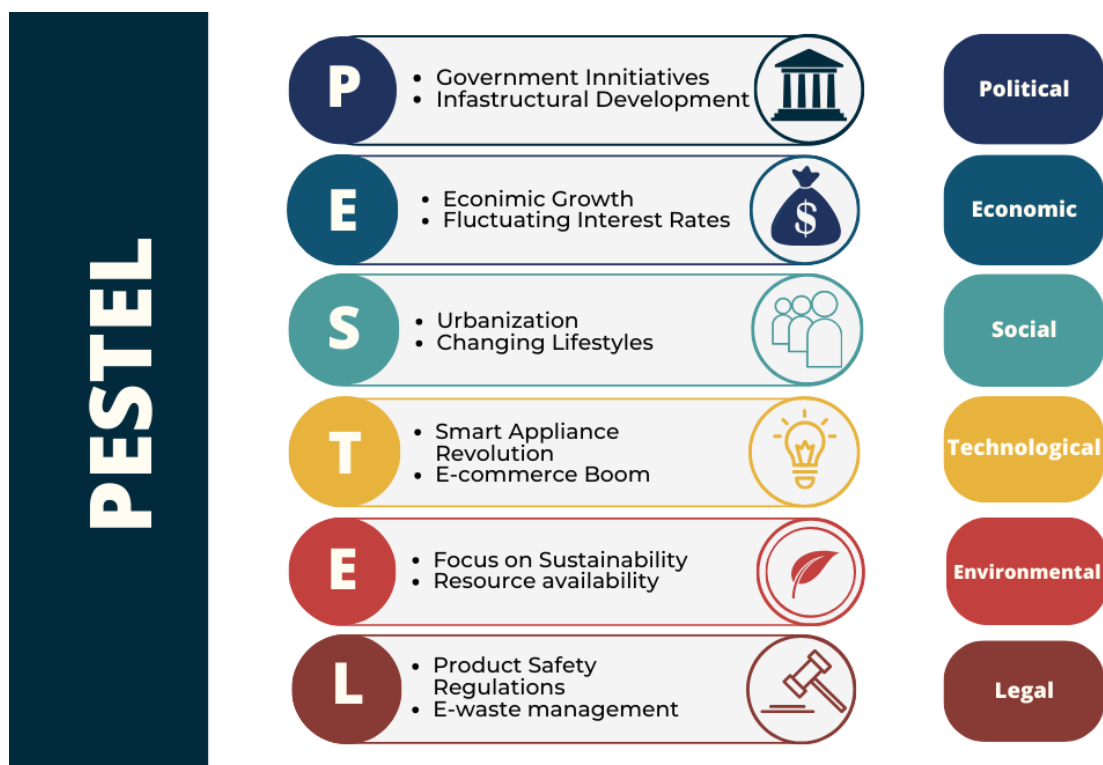 PESTEL
P
• Government Innitiatives
• Infastructural Development
Political
E
• Econimic Growth
• Fluctuating Interest Rates
$
Economic
S
• Urbanization
• Changing Lifestyles
Social
T
• Smart Appliance
Revolution
• E-commerce Boom
Technological
E
• Focus on Sustainability
• Resource availability
Environmental
L
• Product Safety
Regulations
• E-waste management
Legal